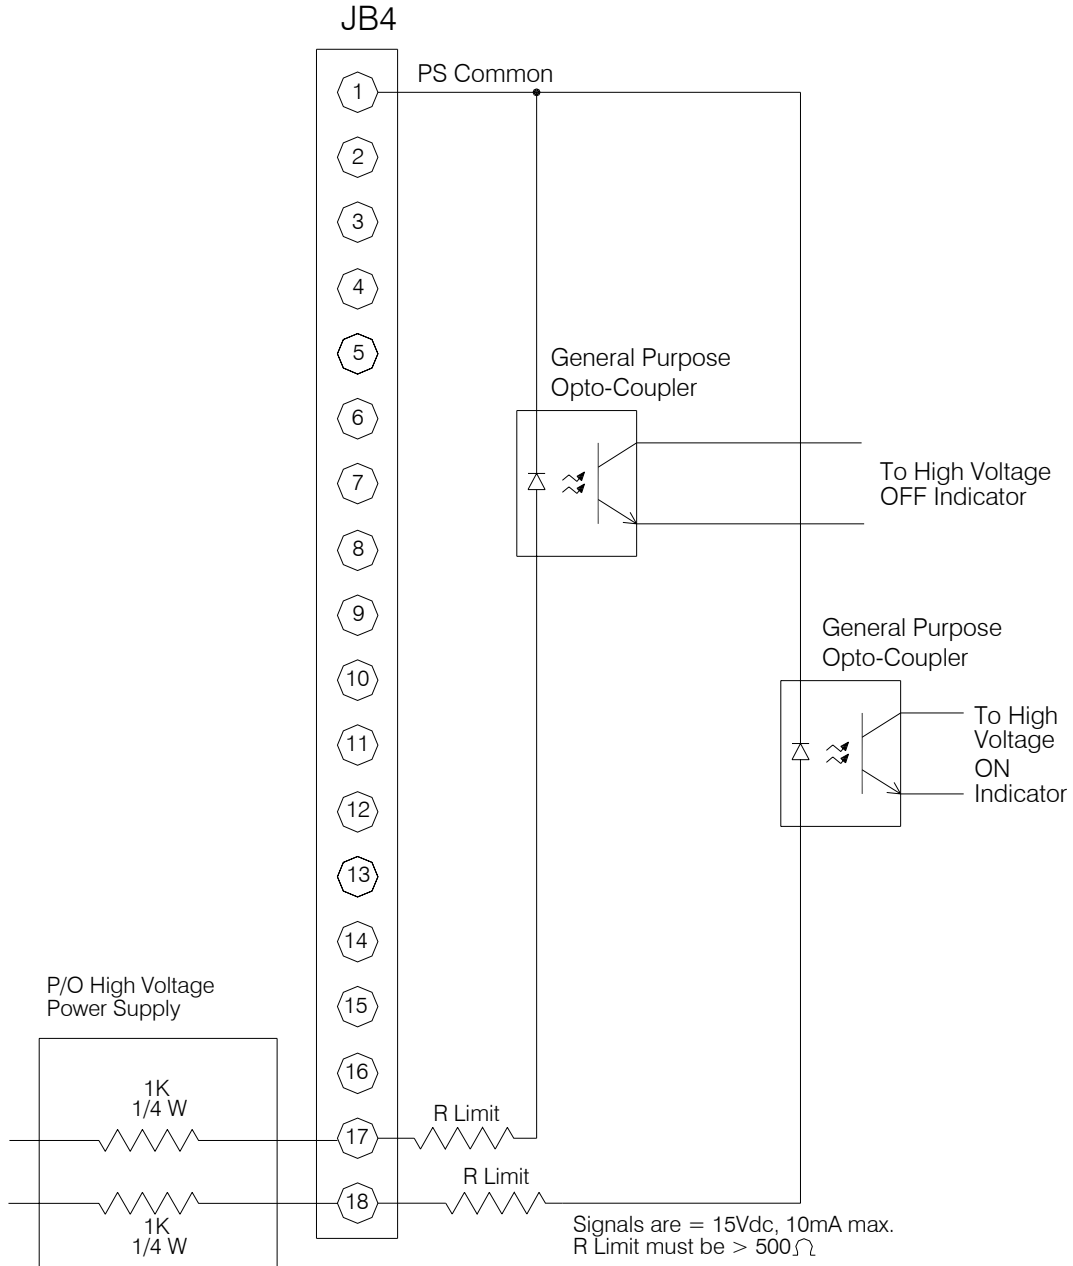 JB4
PS Common
1
2
3
4
5
6
7
8
9
10
11
12
13
14
15
16
17
18
General Purpose
Opto-Coupler
To High Voltage
OFF Indicator
General Purpose
Opto-Coupler
To High
Voltage
ON
Indicator
P/O High Voltage
Power Supply
1K
1/4 W
R Limit
R Limit
1K
1/4 W
Signals are = 15Vdc, 10mA max.
R Limit must be > 500Ω